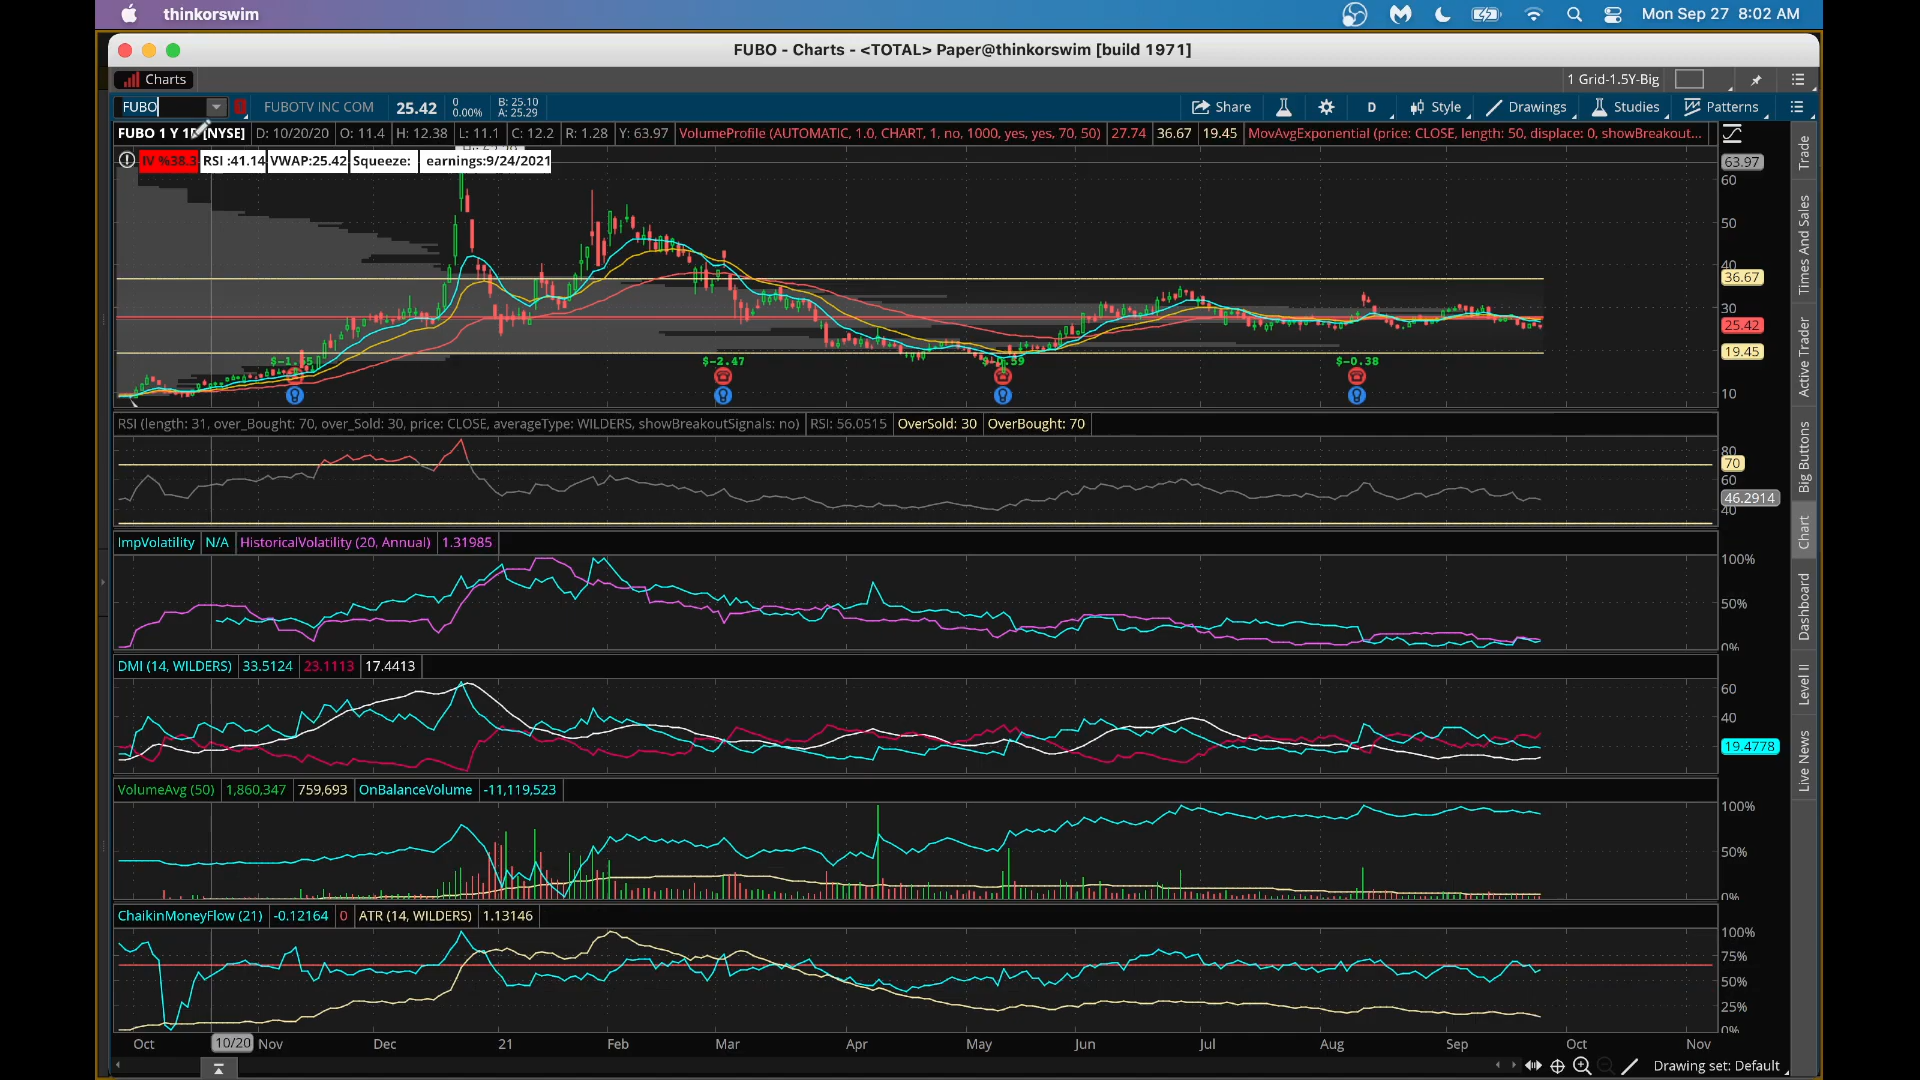 thinkorswim
Mon Sep 27 8:02 AM
FUBO - Charts - <TOTAL> Paper@thinkorswim [build 1971]
Charts
1 Grid-1.5Y-Big
FUBO
FUBOTV INC COM
25.42
0
0.00%
B: 25.10
A: 25.29
Share
D
Style
Drawings
Studies
Patterns
FUBO 1 Y 1D [NYSE]
D: 10/20/20
O: 11.4
H: 12.38
L: 11.1
C: 12.2
R: 1.28
Y: 63.97
VolumeProfile (AUTOMATIC, 1.0, CHART, 1, no, 1000, yes, yes, 70, 50)
27.74
36.67
19.45
MovAvgExponential (price: CLOSE, length: 50, displace: 0, showBreakout...
IV %38.3
RSI :41.14
VWAP:25.42
Squeeze:
earnings:9/24/2021
63.97
60
50
40
36.67
30
25.42
19.45
10
$-2.47
$-0.38
RSI (length: 31, over_Bought: 70, over_Sold: 30, price: CLOSE, averageType: WILDERS, showBreakoutSignals: no)
RSI: 56.0515
OverSold: 30
OverBought: 70
80
70
60
46.2914
40
ImpVolatility
N/A
HistoricalVolatility (20, Annual)
1.31985
100%
50%
0%
DMI (14, WILDERS)
33.5124
23.1113
17.4413
60
40
19.4778
VolumeAvg (50)
1,860,347
759,693
OnBalanceVolume
-11,119,523
100%
50%
0%
ChaikinMoneyFlow (21)
-0.12164
0
ATR (14, WILDERS)
1.13146
100%
75%
50%
25%
0%
Oct
10/20
Nov
Dec
21
Feb
Mar
Apr
May
Jun
Jul
Aug
Sep
Oct
Nov
Drawing set: Default
Trade
Times And Sales
Active Trader
Big Buttons
Chart
Dashboard
Level II
Live News